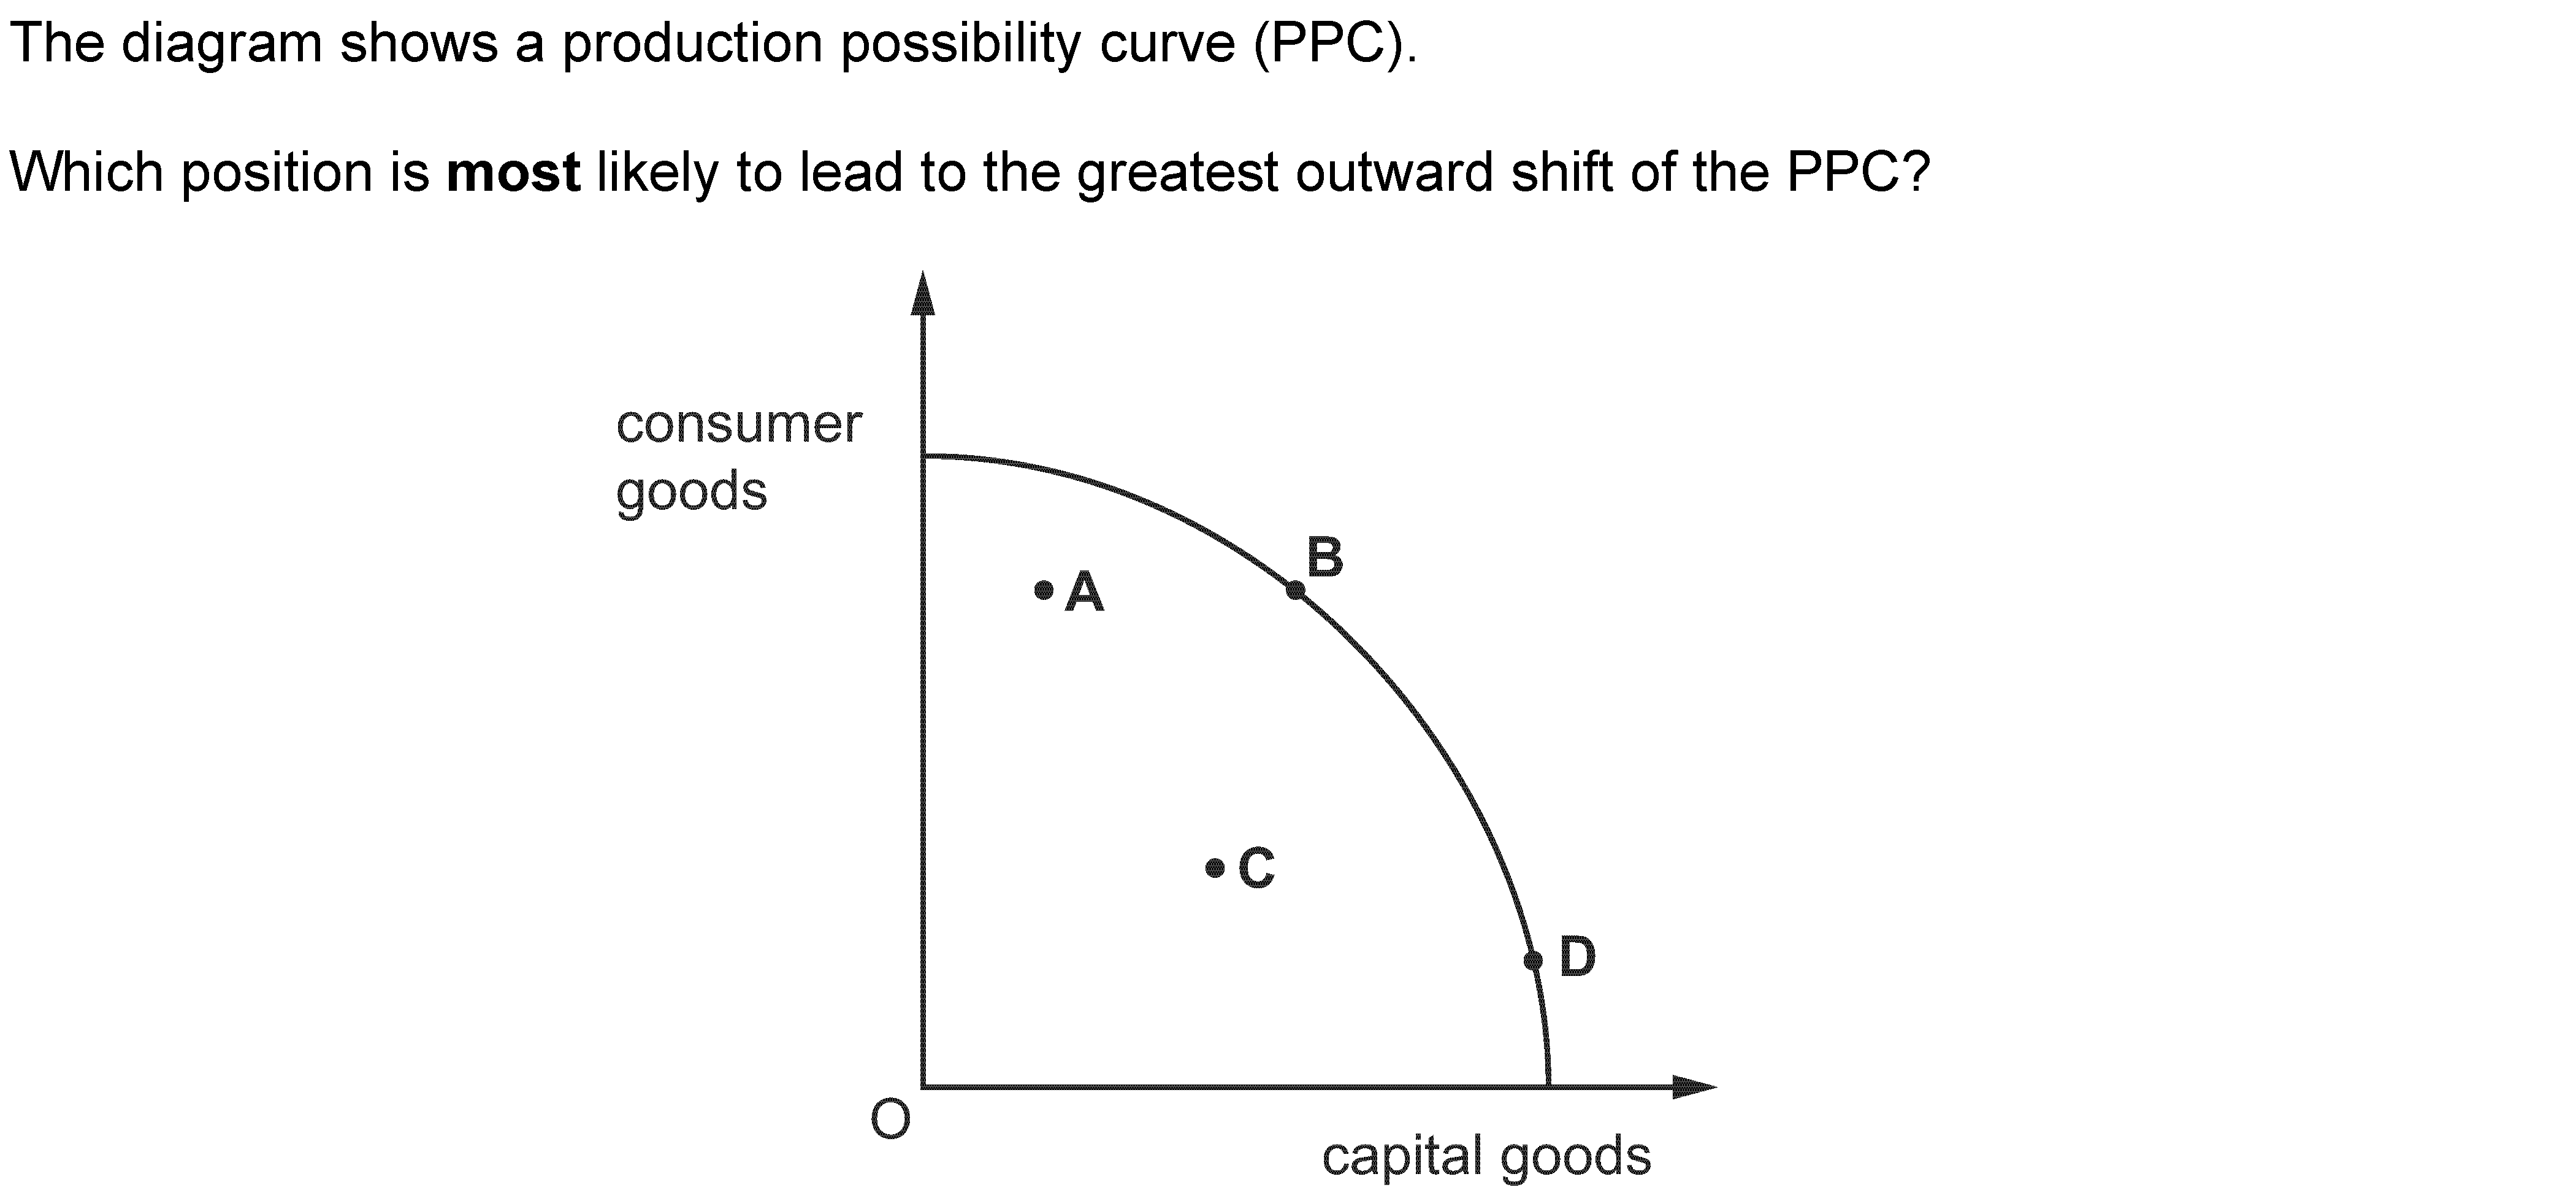 The diagram shows a production possibility curve (PPC).
Which position is most likely to lead to the greatest outward shift of the PPC?
consumer
goods
B
A
C
D
O
capital goods